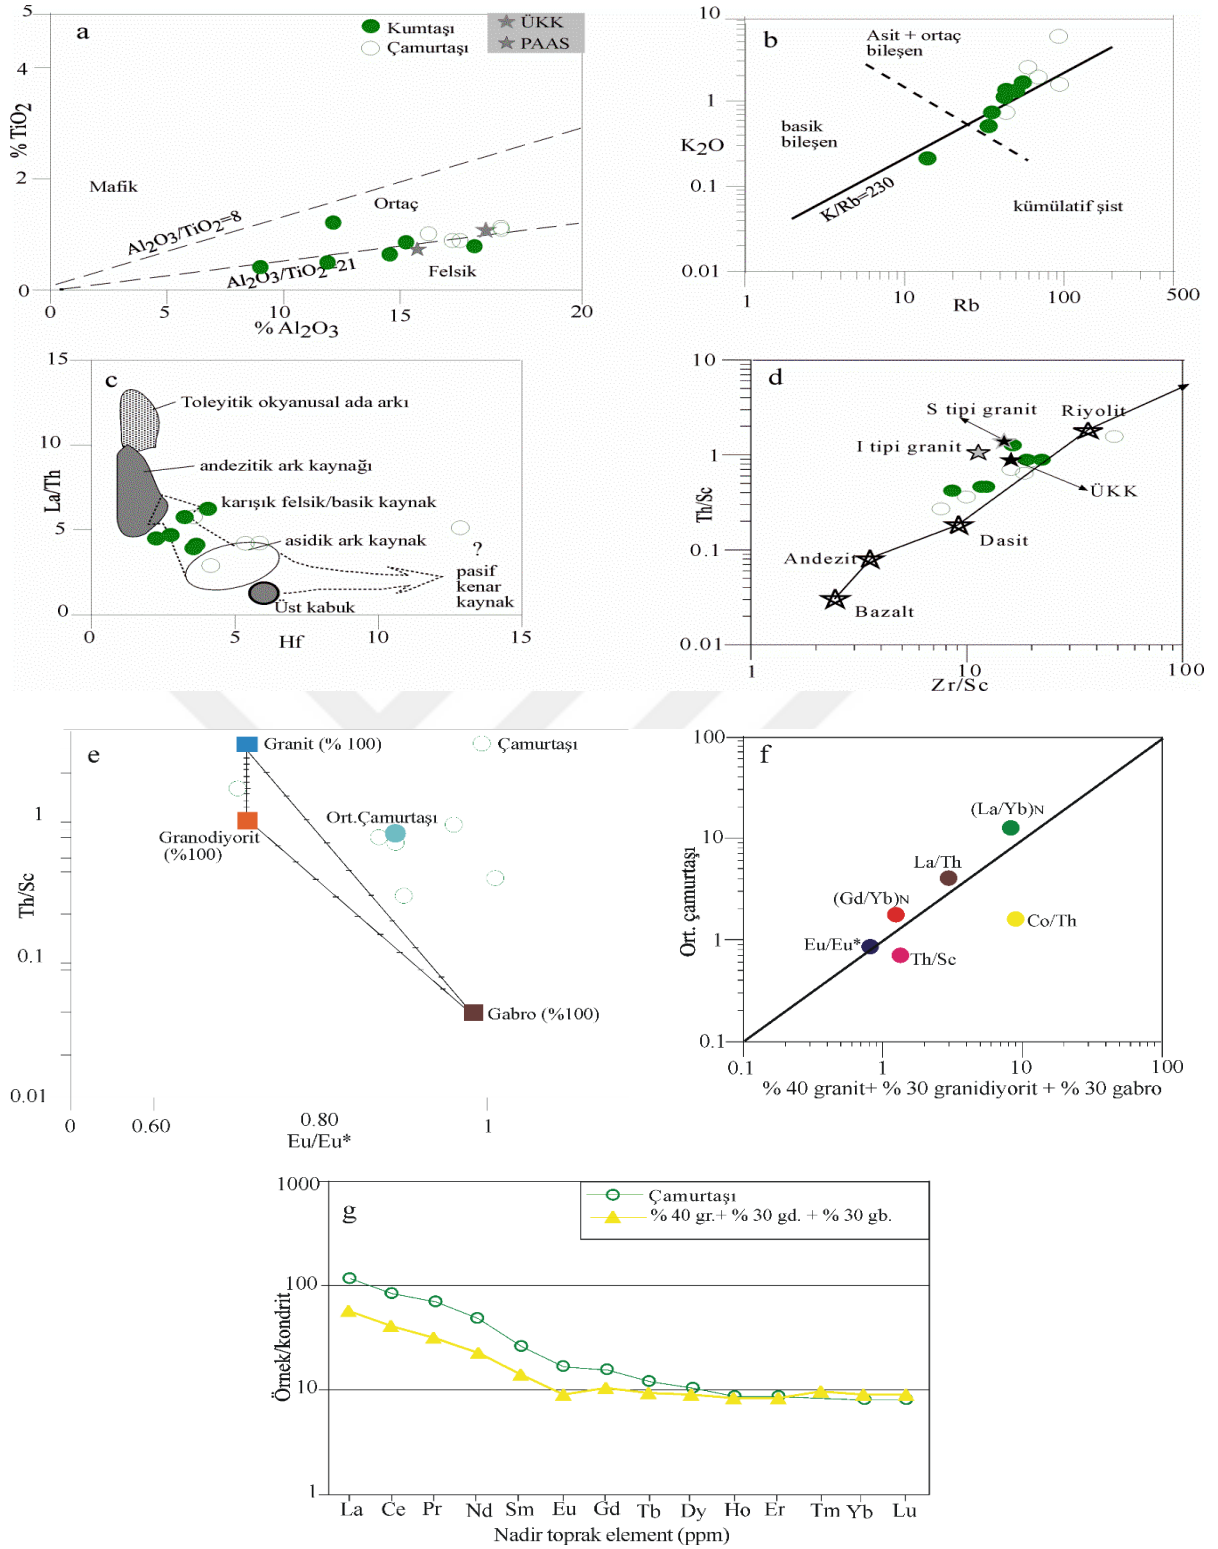 a
Kumtaşı
Çamurtaşı
ÜKK
PAAS
5
4
2
0
% TiO2
Mafik
Ortaç
Felsik
Al2O3/TiO2=8
Al2O3/TiO2=21
0
5
10
15
20
% Al2O3
b
10
1
0.1
0.01
K2O
Asit + ortaç
bileşen
basik
bileşen
K/Rb=230
kümülatif şist
1
10
100
500
Rb
c
15
10
5
0
La/Th
Toleyitik okyanusal ada arkı
andezitik ark kaynağı
karışık felsik/basik kaynak
asidik ark kaynak
?
pasif
kenar
kaynak
Üst kabuk
0
5
10
15
Hf
d
10
1
0.1
0.01
Th/Sc
S tipi granit
Riyolit
I tipi granit
ÜKK
Dasit
Andezit
Bazalt
1
10
100
Zr/Sc
e
Granit (% 100)
Çamurtaşı
Ort.Çamurtaşı
Granodiyorit
(%100)
Gabro (%100)
1
0.1
0.01
Th/Sc
0
0.60
0.80
1
Eu/Eu*
f
100
10
1
0.1
Ort. çamurtaşı
(La/Yb)N
La/Th
(Gd/Yb)N
Co/Th
Eu/Eu*
Th/Sc
0.1
1
10
100
% 40 granit+ % 30 granidiyorit + % 30 gabro
g
Çamurtaşı
% 40 gr.+ % 30 gd. + % 30 gb.
1000
100
10
1
Örnek/kondrit
La Ce Pr Nd Sm Eu Gd Tb Dy Ho Er Tm Yb Lu
Nadir toprak element (ppm)